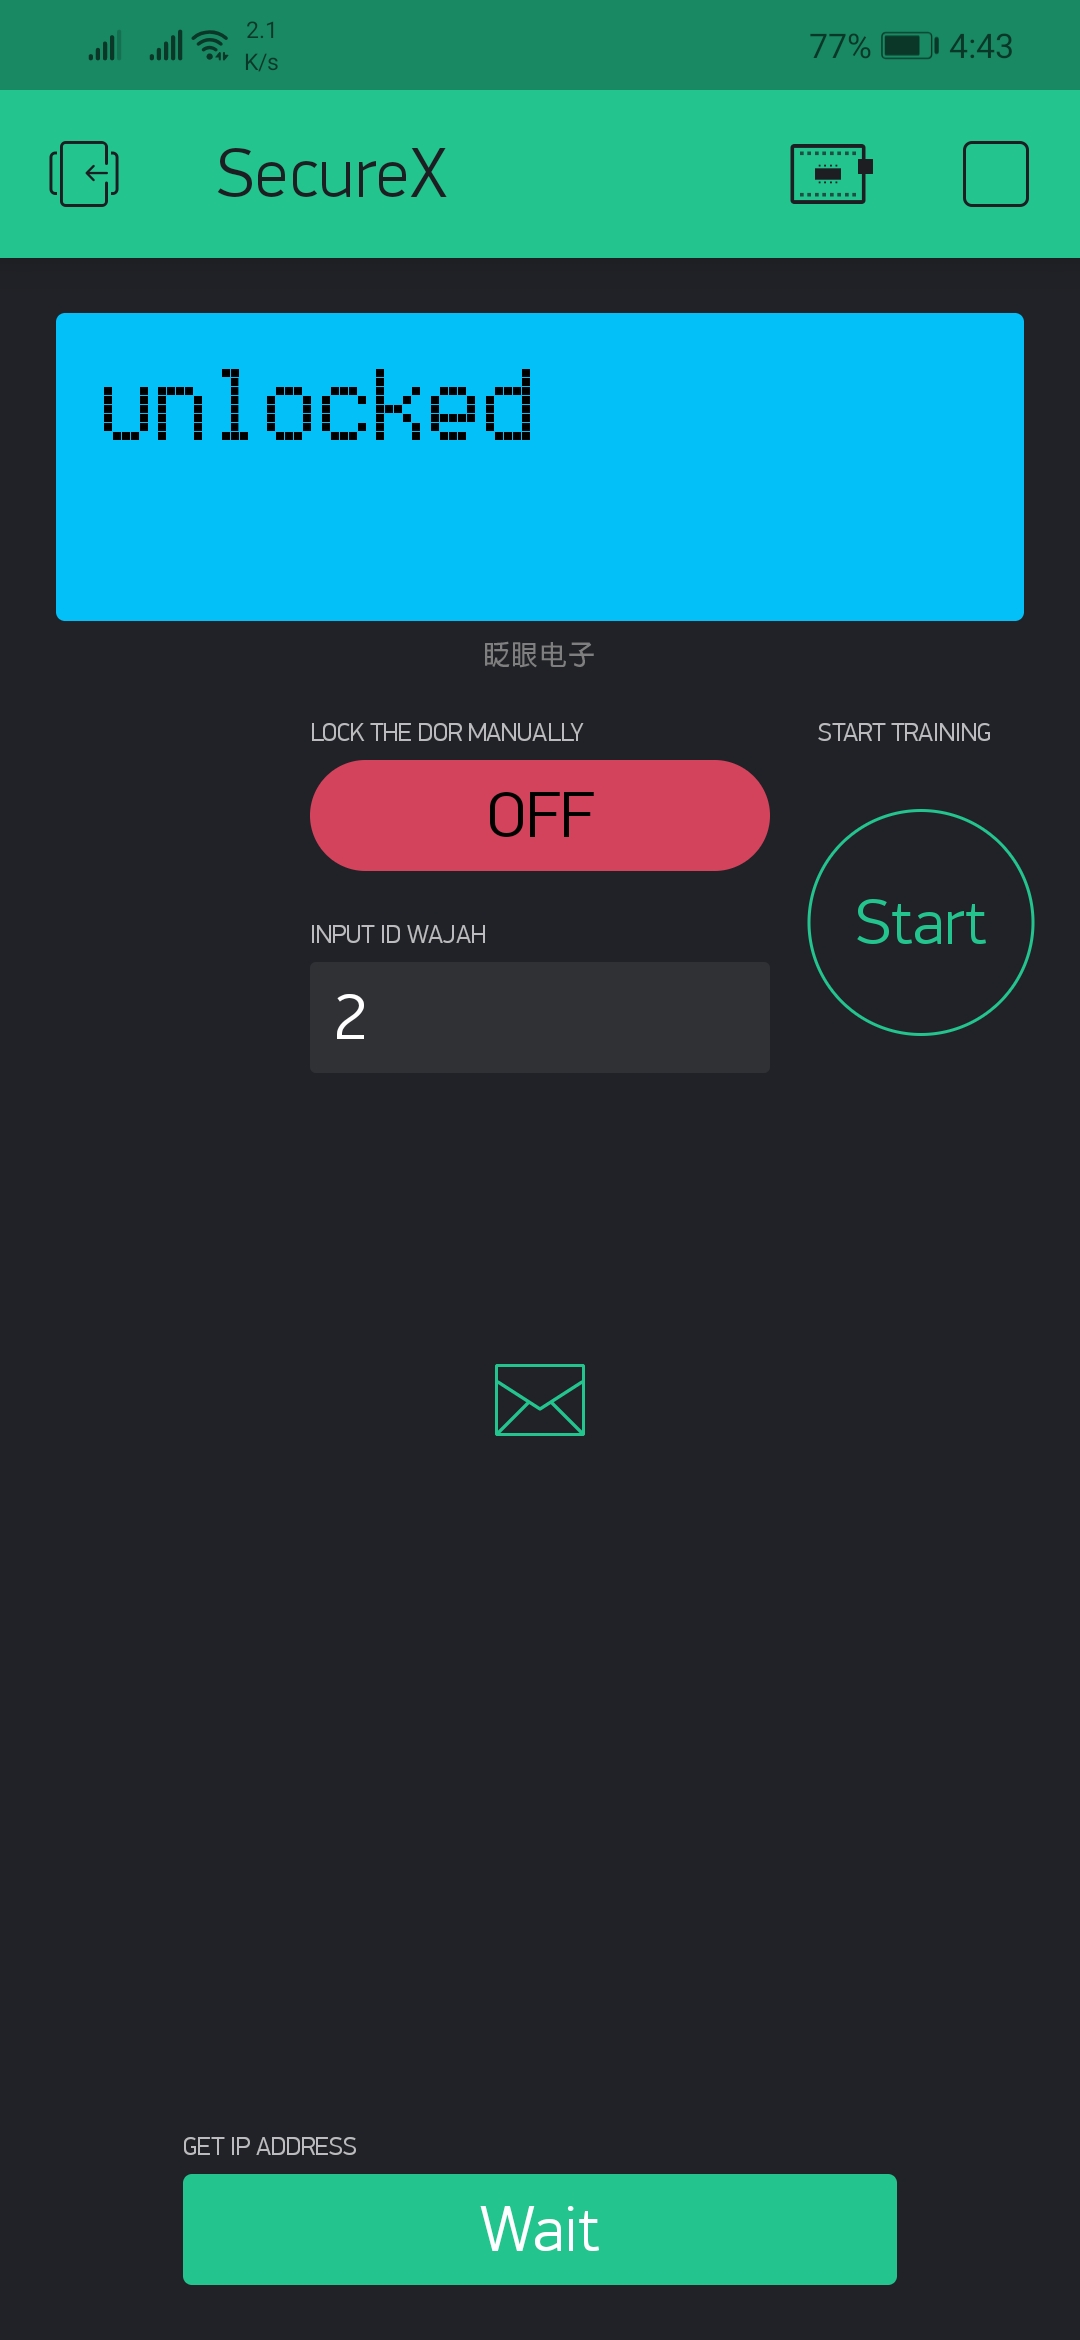 2.1
K/s
77%
4:43
SecureX
unlocked
眨眼电子
LOCK THE DOR MANUALLY
START TRAINING
OFF
Start
INPUT ID WAJAH
2
GET IP ADDRESS
Wait